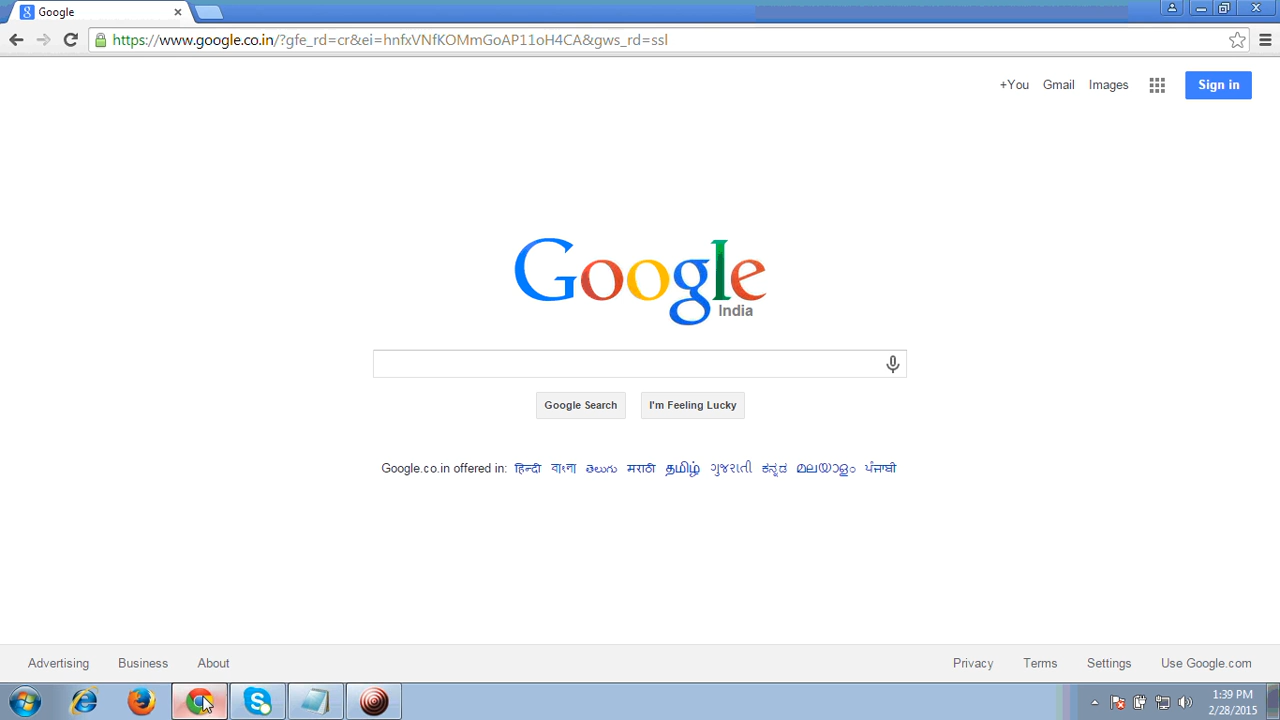 Google
https://www.google.co.in/?gfe_rd=cr&ei=hnfxVNfKOMmGoAP11oH4CA&gws_rd=ssl
+You Gmail Images Sign in
Google
India
Google Search I'm Feeling Lucky
Google.co.in offered in: हिन्दी বাংলা తెలుగు मराठी தமிழ் ગુજરાતી ಕನ್ನಡ മലയാളം ਪੰਜਾਬੀ
Advertising Business About Privacy Terms Settings Use Google.com
1:39 PM
2/28/2015